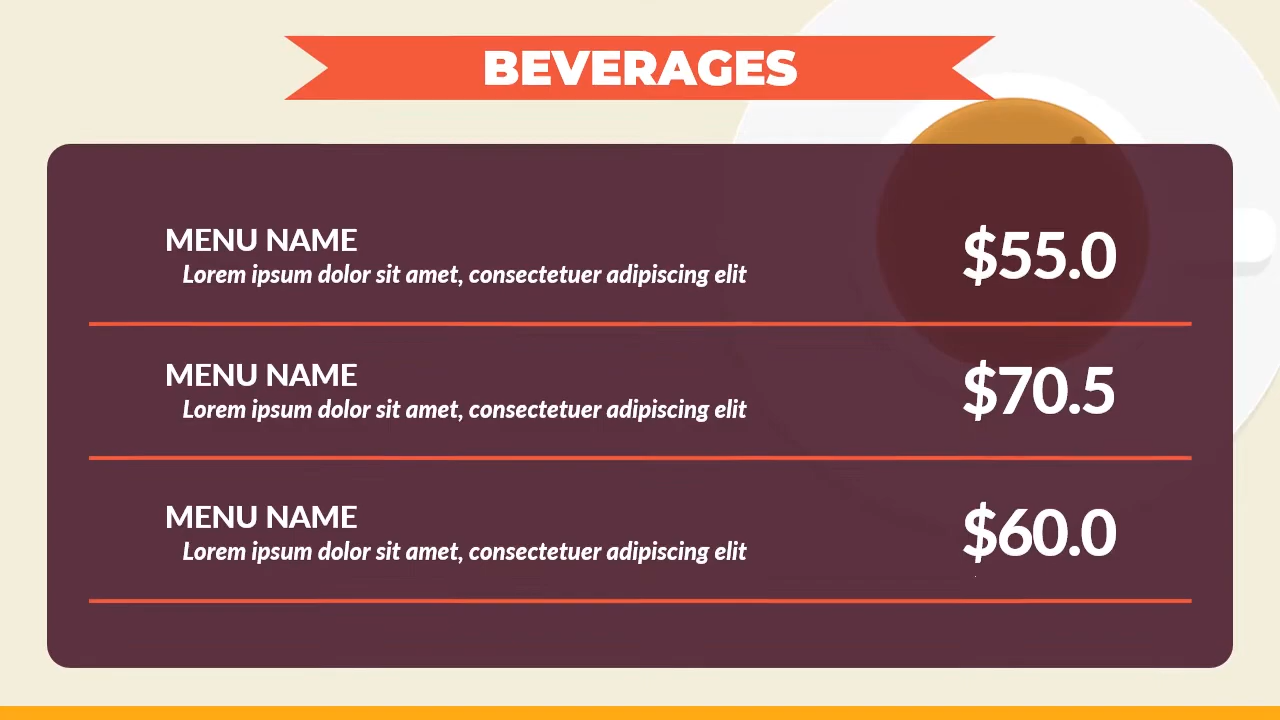 BEVERAGES
MENU NAME
Lorem ipsum dolor sit amet, consectetuer adipiscing elit
$55.0
MENU NAME
Lorem ipsum dolor sit amet, consectetuer adipiscing elit
$70.5
MENU NAME
Lorem ipsum dolor sit amet, consectetuer adipiscing elit
$60.0